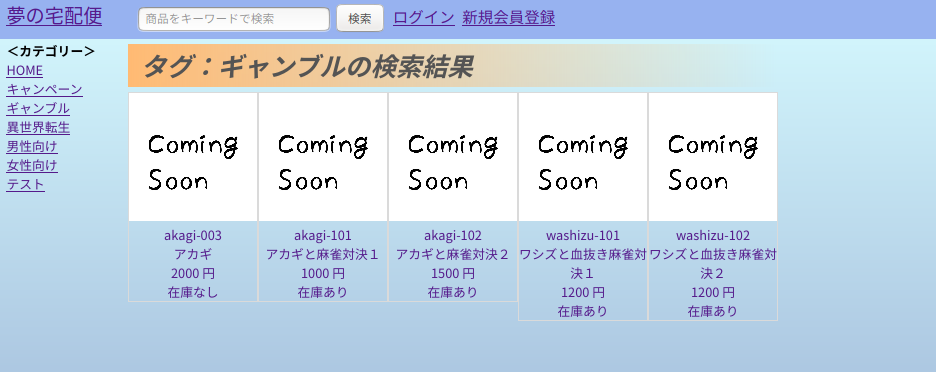 夢の宅配便
商品をキーワードで検索
検索
ログイン 新規会員登録
＜カテゴリー＞
HOME
キャンペーン
ギャンブル
異世界転生
男性向け
女性向け
テスト
タグ：ギャンブルの検索結果
Coming
Soon
akagi-003
アカギ
2000 円
在庫なし
Coming
Soon
akagi-101
アカギと麻雀対決１
1000 円
在庫あり
Coming
Soon
akagi-102
アカギと麻雀対決２
1500 円
在庫あり
Coming
Soon
washizu-101
ワシズと血抜き麻雀対
決１
1200 円
在庫あり
Coming
Soon
washizu-102
ワシズと血抜き麻雀対
決２
1200 円
在庫あり